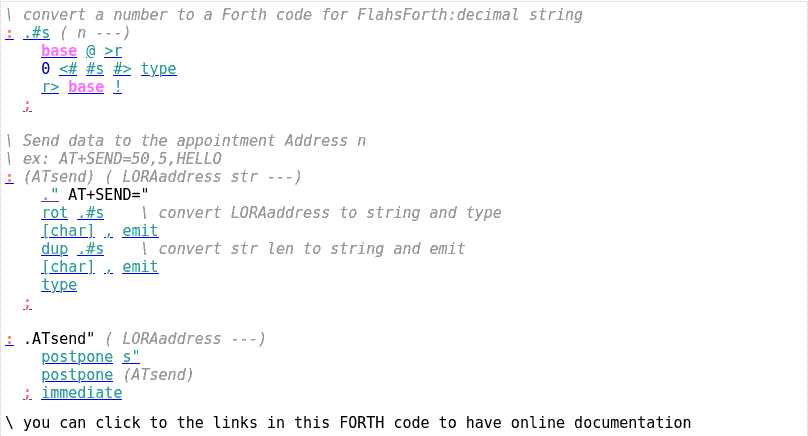 \ convert a number to a Forth code for FlahsForth:decimal string
: .#s ( n ---)
    base @ >r
    0 <# #s #> type
    r> base !
  ;
\ Send data to the appointment Address n
\ ex: AT+SEND=50,5,HELLO
: (ATsend) ( LORAaddress str ---)
    ." AT+SEND="
    rot .#s    \ convert LORAaddress to string and type
    [char] , emit
    dup .#s    \ convert str len to string and emit
    [char] , emit
    type
  ;
: .ATsend" ( LORAaddress ---)
    postpone s"
    postpone (ATsend)
  ; immediate
\ you can click to the links in this FORTH code to have online documentation